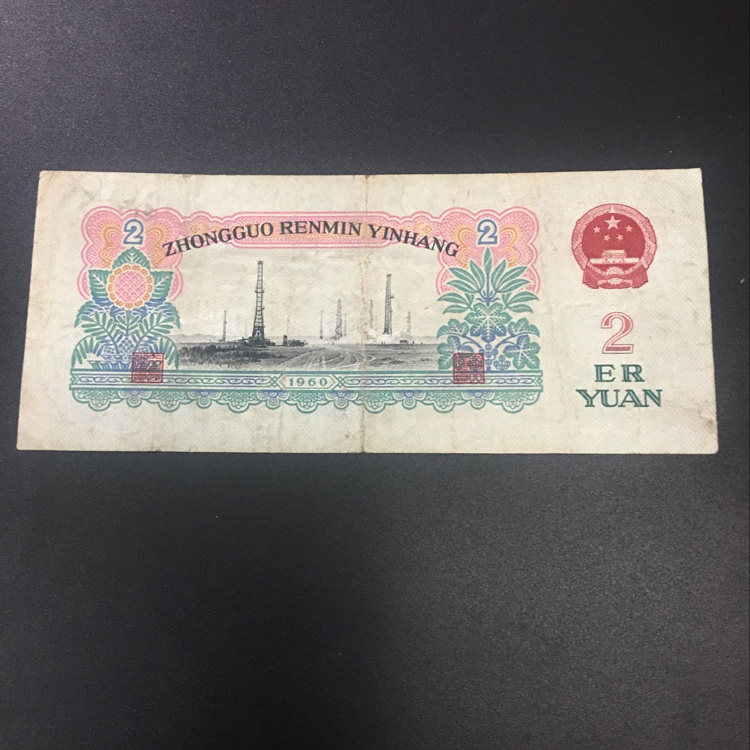 2
ZHONGGUO RENMIN YINHANG
2
1960
2
ER
YUAN